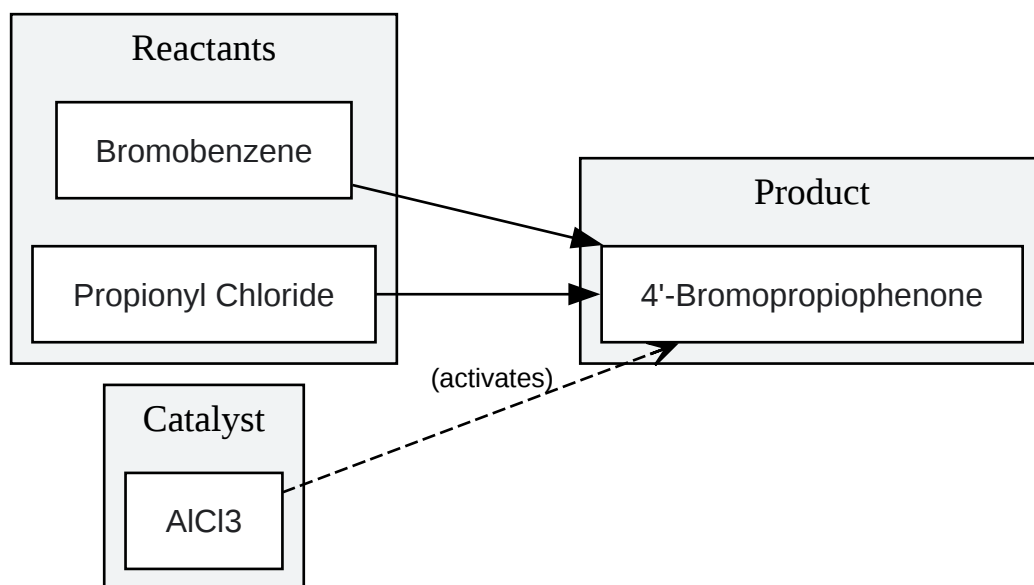 Reactants
Bromobenzene
Propionyl Chloride
Product
4'-Bromopropiophenone
(activates)
Catalyst
AlCl3